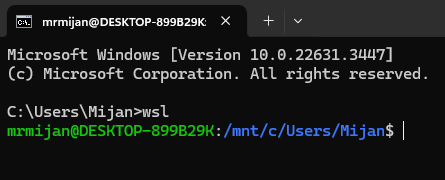 mrmijan@DESKTOP-899B29K:
Microsoft Windows [Version 10.0.22631.3447]
(c) Microsoft Corporation. All rights reserved.
C:\Users\Mijan>wsl
mrmijan@DESKTOP-899B29K:/mnt/c/Users/Mijan$